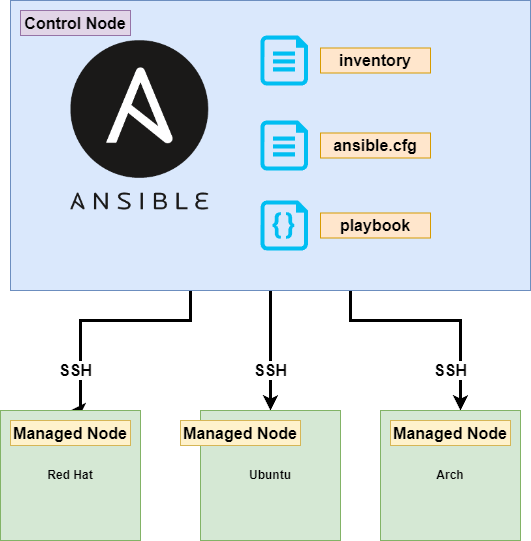 Control Node
inventory
ANSIBLE
ansible.cfg
playbook
SSH
SSH
SSH
Managed Node
Managed Node
Managed Node
Red Hat
Ubuntu
Arch